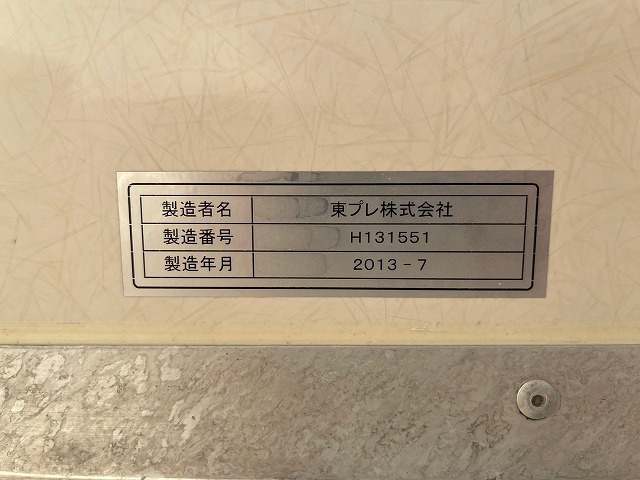 製造者名 東プレ株式会社
製造番号 H131551
製造年月 2013-7